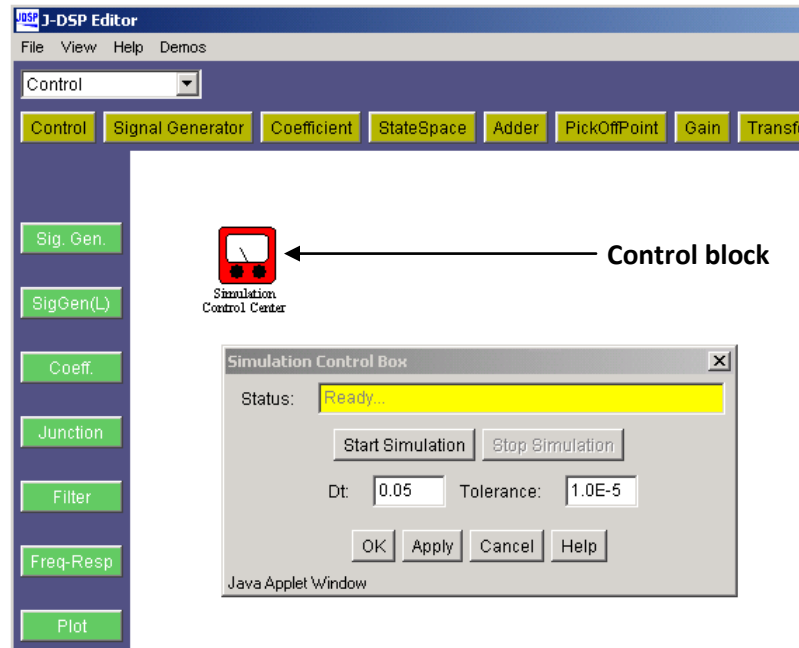 JDSP J-DSP Editor
File View Help Demos
Control
Control Signal Generator Coefficient StateSpace Adder PickOffPoint Gain Transf
Sig. Gen.
Control block
Simulation
Control Center
SigGen(L)
Simulation Control Box
Coeff.
Status: Ready...
Junction
Start Simulation Stop Simulation
Filter
Dt: 0.05 Tolerance: 1.0E-5
OK Apply Cancel Help
Freq-Resp
Java Applet Window
Plot